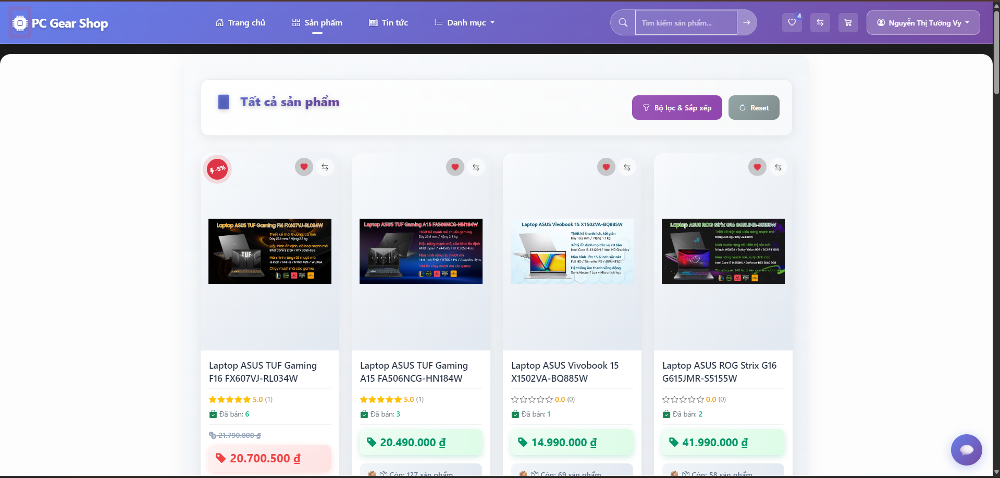 PC Gear Shop
Trang chủ
Sản phẩm
Tin tức
Danh mục
Tìm kiếm sản phẩm...
4
Nguyễn Thị Tường Vy
Tất cả sản phẩm
Bộ lọc & Sắp xếp
Reset
-5%
Laptop ASUS TUF Gaming F16 FX607VJ-RL034W
Thiết kế thời thượng, cá tính
Dày 22.1 mm / Nặng 2.2 kg
Cấu hình ổn định, đồ hoạ mạnh mẽ
Intel Core 5 210H / RTX 3050 6GB
Màn hình rộng rãi, mượt mà
16 inch / 144 Hz / NTSC 45% / WUXGA
Chạy mượt mà các game:
TUF
Laptop ASUS TUF Gaming A15 FA506NCG-HN184W
Thiết kế mạnh mẽ chuẩn gaming
Dày 22.8 mm / Nặng 2.3 kg
Hiệu năng mạnh mẽ, cấu hình ổn định
AMD Ryzen 7 7445HS / RTX 3050 4GB
Màn hình rộng rãi, mượt mà
15.6 inch FHD / NTSC 45% / Adaptive-Sync
144 Hz chạy mượt mà các game:
Laptop ASUS Vivobook 15 X1502VA-BQ885W
Thiết kế thanh lịch, tối giản
Dày 19.9 mm / Nặng 1.7 kg
Xử lý ổn định mọi tác vụ cơ bản
Intel Core i5-13420H / Intel HD Graphics
Màn hình lớn 15.6 inch sắc nét
Full HD / Tấm nền IPS / 45% NTSC
Hệ thống âm thanh sống động
SonicMaster / Loa + Micro tích hợp
Laptop ASUS ROG Strix G16 G615JMR-S5155W
Thiết kế hiện đại, kiểu dáng mạnh mẽ
Nặng 2.65 kg / Dày 22.8 mm
Kích thước rộng rãi, hiển thị sắc nét
16 inch WQXGA / Dolby Vision HDR / DCI-P3 100%
Hiệu năng mạnh mẽ, xử lý đỉnh cao
Intel Core i7 14650HX / GeForce RTX 5060 8GB
Tần số quét 240 Hz chiến game mượt mà
Laptop ASUS TUF Gaming
F16 FX607VJ-RL034W
5.0 (1)
Đã bán: 6
21.790.000 ₫
20.700.500 ₫
Laptop ASUS TUF Gaming
A15 FA506NCG-HN184W
5.0 (1)
Đã bán: 3
20.490.000 ₫
Còn: 127 sản phẩm
Laptop ASUS Vivobook 15
X1502VA-BQ885W
0.0 (0)
Đã bán: 1
14.990.000 ₫
Còn: 69 sản phẩm
Laptop ASUS ROG Strix G16
G615JMR-S5155W
0.0 (0)
Đã bán: 2
41.990.000 ₫
Còn: 58 sản phẩm